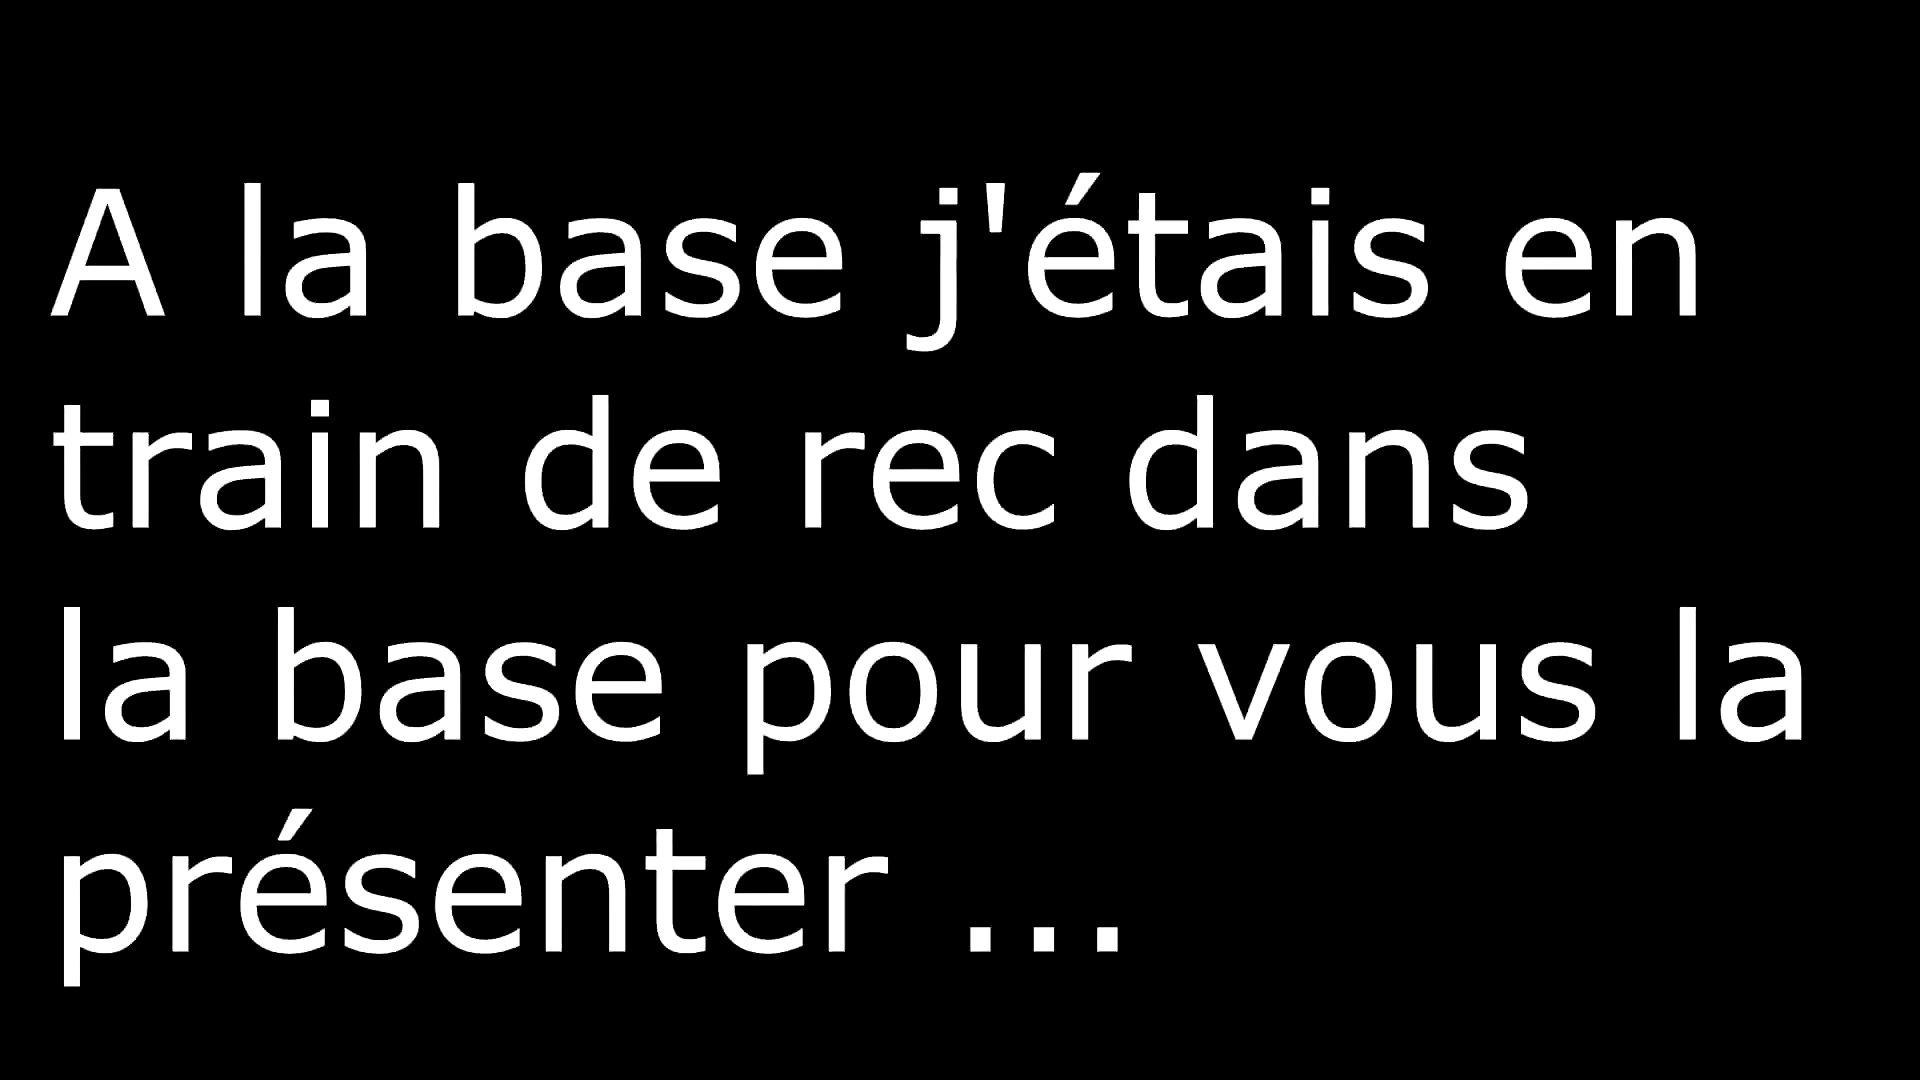 A la base j'étais en
train de rec dans
la base pour vous la
présenter ...